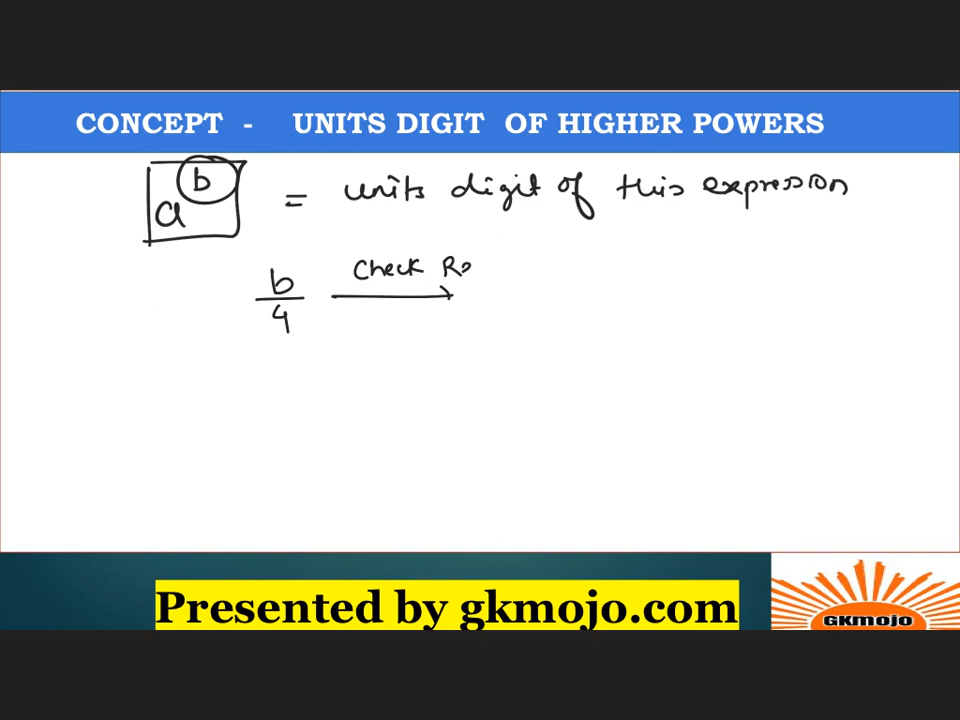 CONCEPT - UNITS DIGIT OF HIGHER POWERS
a^b = units digit of this expression
b/4 Check
Presented by gkmojo.com
GKmojo